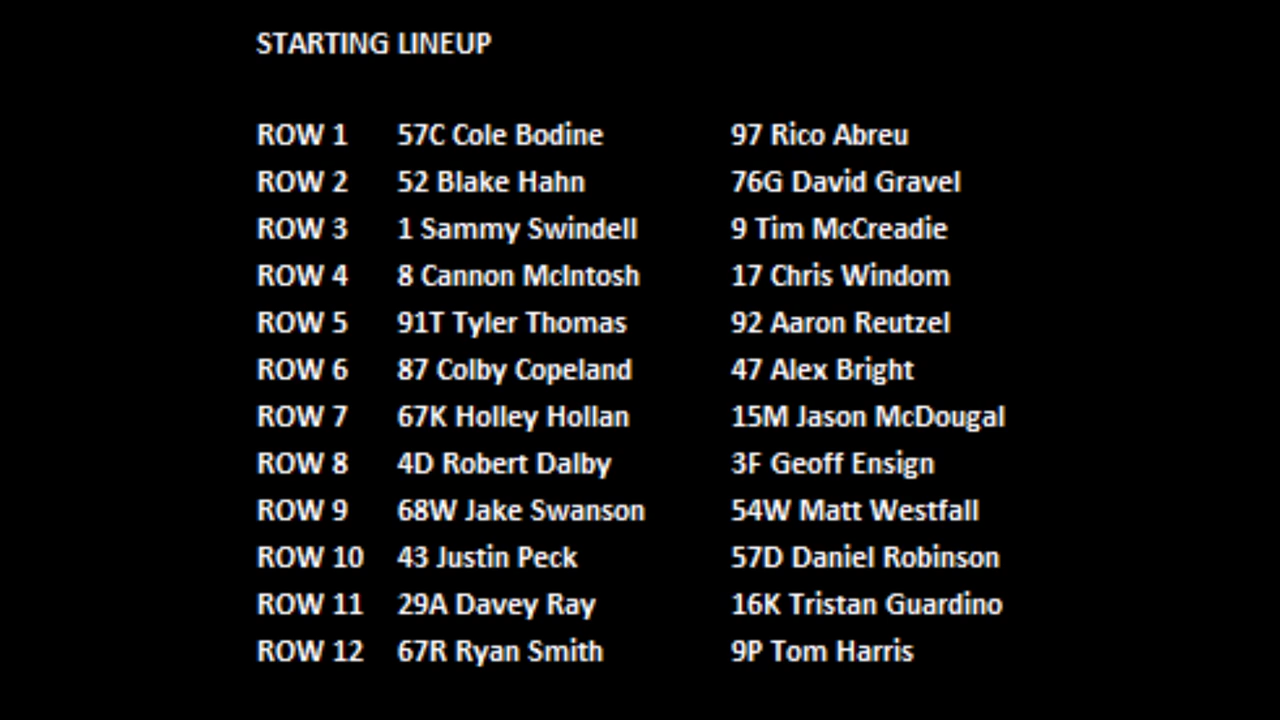 STARTING LINEUP
ROW 1 57C Cole Bodine 97 Rico Abreu
ROW 2 52 Blake Hahn 76G David Gravel
ROW 3 1 Sammy Swindell 9 Tim McCreadie
ROW 4 8 Cannon McIntosh 17 Chris Windom
ROW 5 91T Tyler Thomas 92 Aaron Reutzel
ROW 6 87 Colby Copeland 47 Alex Bright
ROW 7 67K Holley Hollan 15M Jason McDougal
ROW 8 4D Robert Dalby 3F Geoff Ensign
ROW 9 68W Jake Swanson 54W Matt Westfall
ROW 10 43 Justin Peck 57D Daniel Robinson
ROW 11 29A Davey Ray 16K Tristan Guardino
ROW 12 67R Ryan Smith 9P Tom Harris